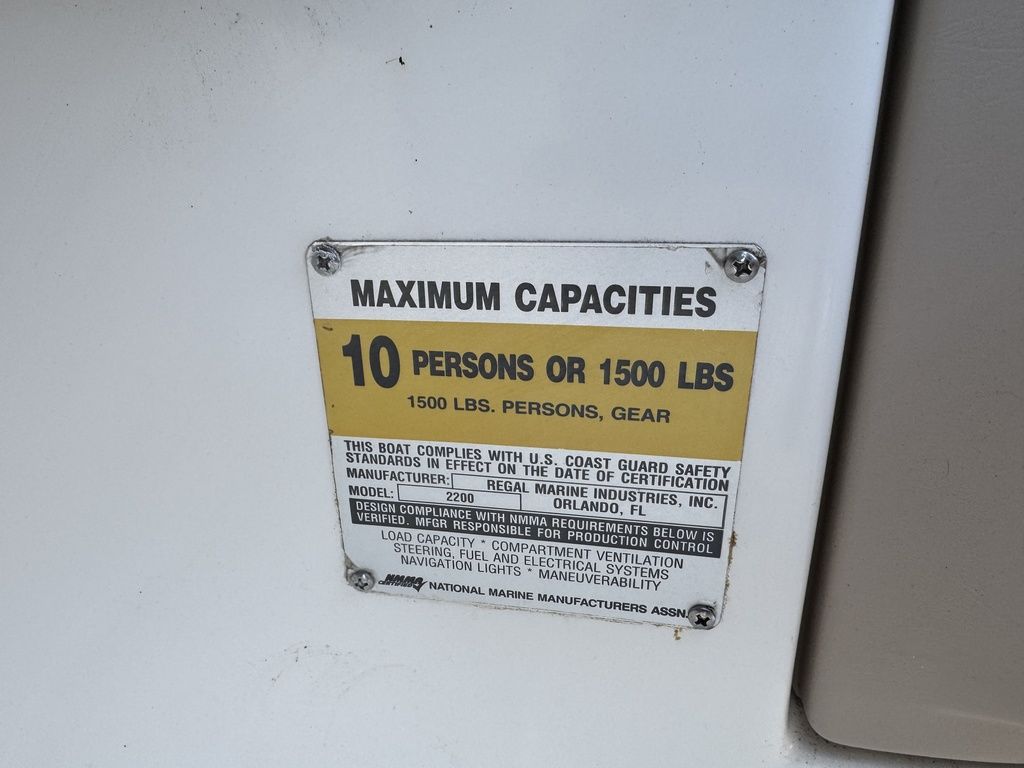 MAXIMUM CAPACITIES
10 PERSONS OR 1500 LBS
1500 LBS. PERSONS, GEAR
THIS BOAT COMPLIES WITH U.S. COAST GUARD SAFETY
STANDARDS IN EFFECT ON THE DATE OF CERTIFICATION
MANUFACTURER: REGAL MARINE INDUSTRIES, INC.
MODEL: 2200 ORLANDO, FL
DESIGN COMPLIANCE WITH NMMA REQUIREMENTS BELOW IS
VERIFIED. MFGR RESPONSIBLE FOR PRODUCTION CONTROL
LOAD CAPACITY * COMPARTMENT VENTILATION
STEERING, FUEL AND ELECTRICAL SYSTEMS
NAVIGATION LIGHTS * MANEUVERABILITY
NMMA
CERTIFIED
NATIONAL MARINE MANUFACTURERS ASSN.